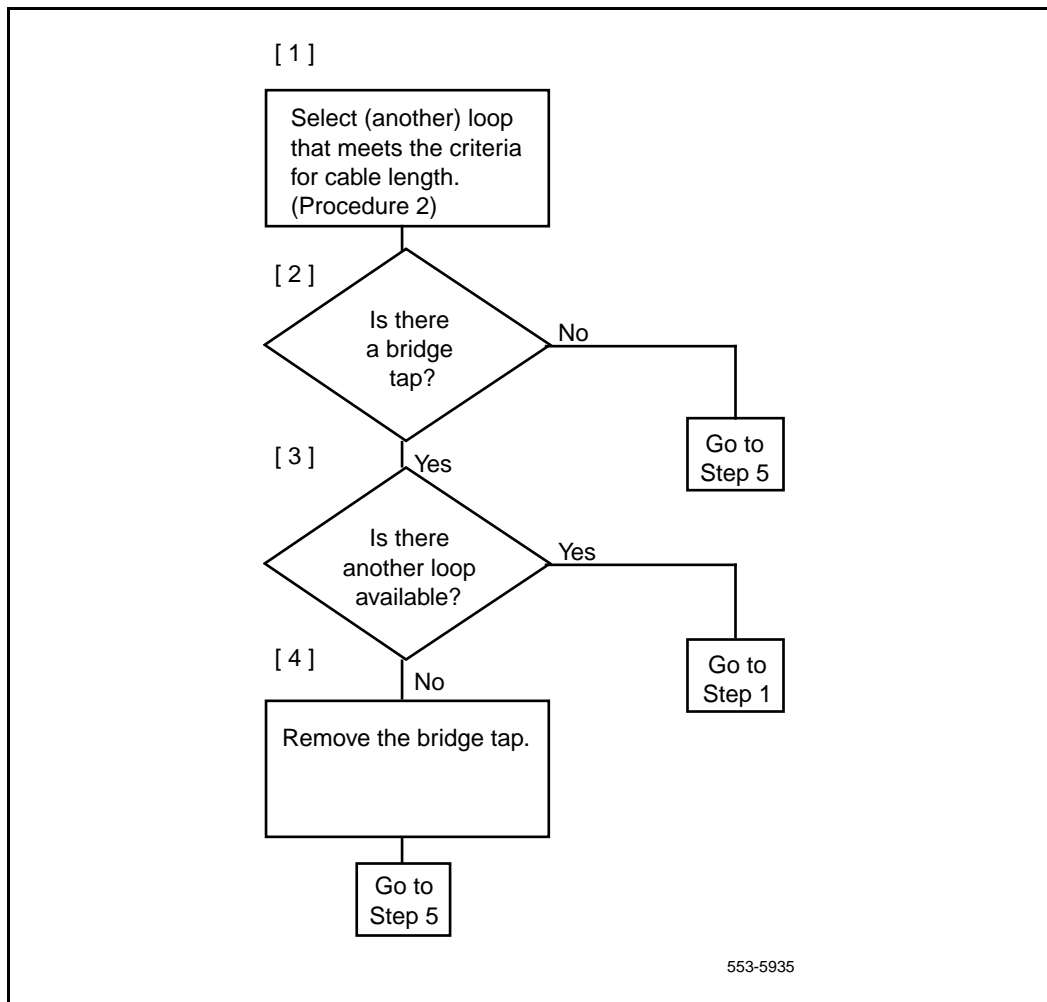 [ 1 ]
Select (another) loop
that meets the criteria
for cable length.
(Procedure 2)
[ 2 ]
Is there
a bridge
tap?
No
Go to
Step 5
[ 3 ]
Yes
Is there
another loop
available?
Yes
Go to
Step 1
[ 4 ]
No
Remove the bridge tap.
Go to
Step 5
553-5935